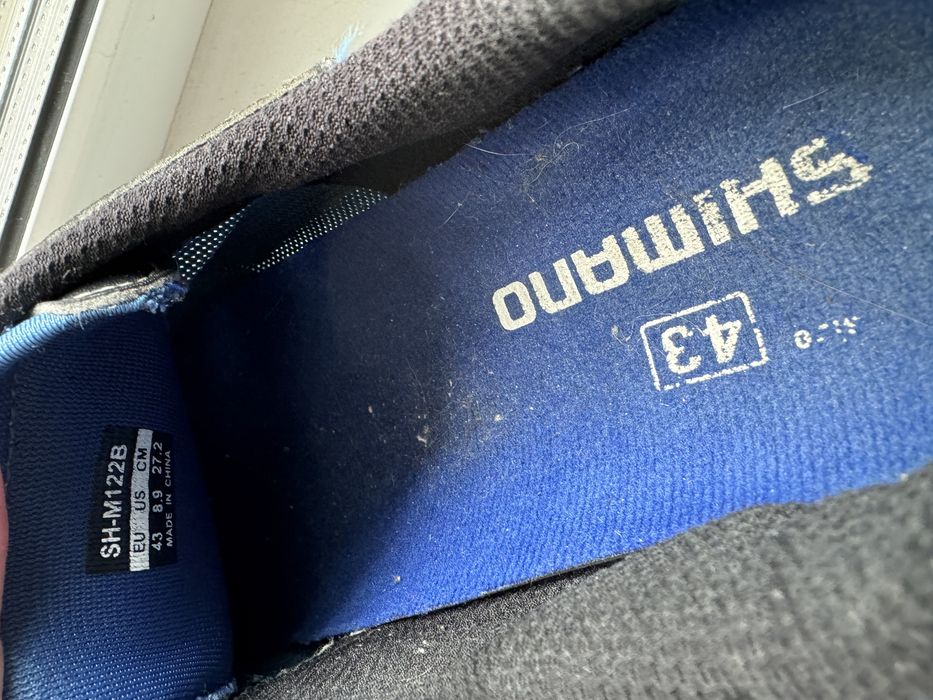 SHIMANO
43
SH-M122B
EU US CM
43 8.9 27.2
MADE IN CHINA